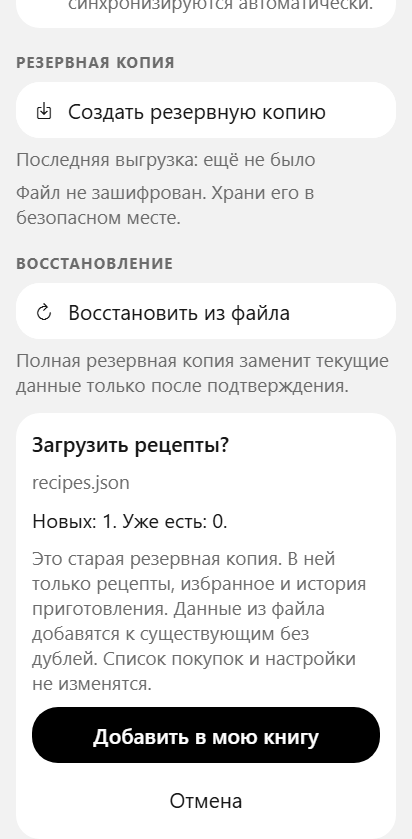 синхронизируются автоматически.
РЕЗЕРВНАЯ КОПИЯ
Создать резервную копию
Последняя выгрузка: ещё не было
Файл не зашифрован. Храни его в
безопасном месте.
ВОССТАНОВЛЕНИЕ
Восстановить из файла
Полная резервная копия заменит текущие
данные только после подтверждения.
Загрузить рецепты?
recipes.json
Новых: 1. Уже есть: 0.
Это старая резервная копия. В ней
только рецепты, избранное и история
приготовления. Данные из файла
добавятся к существующим без
дублей. Список покупок и настройки
не изменятся.
Добавить в мою книгу
Отмена